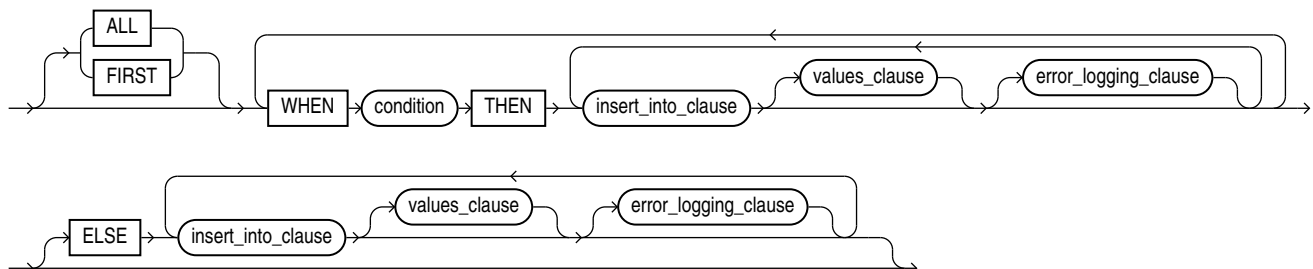 ALL
FIRST
values_clause error_logging_clause
WHEN condition THEN insert_into_clause
values_clause error_logging_clause
ELSE insert_into_clause